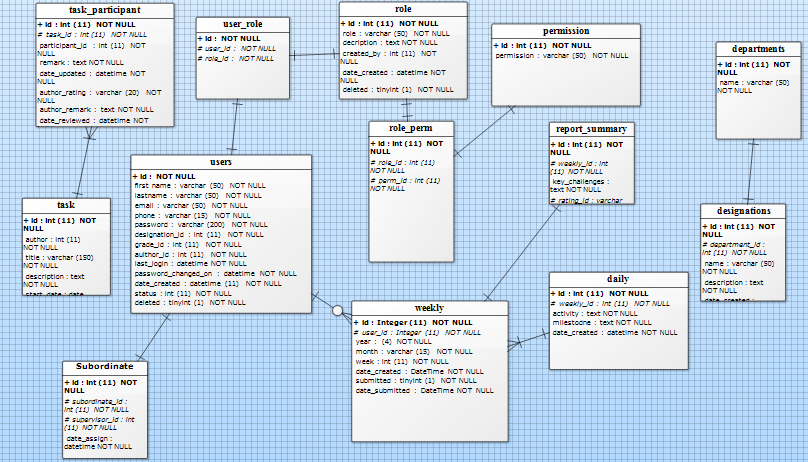 task_participant
+ id : Int (11) NOT NULL
# task_id : Int (11) NOT NULL
participant_id : Int (11) NOT
NULL
remark : text NOT NULL
date_updated : datetime NOT
NULL
author_rating : varchar (20) NOT
NULL
author_remark : text NOT NULL
date_reviewed : datetime NOT
user_role
+ id : NOT NULL
# user_id : NOT NULL
# role_id : NOT NULL
role
+ id : Int (11) NOT NULL
role : varchar (50) NOT NULL
decription : text NOT NULL
created_by : Int (11) NOT
NULL
date_created : datetime NOT
NULL
deleted : tinyint (1) NOT NULL
permission
+ id : Int (11) NOT NULL
permission : varchar (50) NOT NULL
departments
+ id : Int (11) NOT
NULL
name : varchar (50)
NOT NULL
role_perm
+ id : Int (11) NOT
NULL
# role_id : Int (11)
NOT NULL
# perm_id : Int (11)
NOT NULL
report_summary
+ id : Int (11) NOT
NULL
# weekly_id : Int
(11) NOT NULL
key_challenges :
text NOT NULL
# rating_id : varchar
users
+ id : NOT NULL
first name : varchar (50) NOT NULL
lastname : varchar (50) NOT NULL
email : varchar (50) NOT NULL
phone : varchar (15) NOT NULL
password : varchar (200) NOT NULL
designation_id : Int (11) NOT NULL
grade_id : Int (11) NOT NULL
author_id : Int (11) NOT NULL
last_login : datetime NOT NULL
password_changed_on : datetime NOT NULL
date_created : datetime (11) NOT NULL
status : Int (11) NOT NULL
deleted : tinyint (1) NOT NULL
task
+ id : Int (11) NOT
NULL
author : Int (11)
NOT NULL
title : varchar (150)
NOT NULL
description : text
NOT NULL
start_date : date
designations
+ id : Int (11) NOT
NULL
# department_id :
Int (11) NOT NULL
name : varchar (50)
NOT NULL
description : text
NOT NULL
date_created :
daily
+ id : Int (11) NOT NULL
# weekly_id : Int (11) NOT NULL
activity : text NOT NULL
milestoone : text NOT NULL
date_created : datetime NOT NULL
weekly
+ id : Integer (11) NOT NULL
# user_id : Integer (11) NOT NULL
year : (4) NOT NULL
month : varchar (15) NOT NULL
week : Int (11) NOT NULL
date_created : DateTime NOT NULL
submitted : tinyint (1) NOT NULL
date_submitted : DateTime NOT NULL
Subordinate
+ id : Int (11) NOT
NULL
# subordinate_id :
Int (11) NOT NULL
# supervisor_id : Int
(11) NOT NULL
date_assign :
datetime NOT NULL